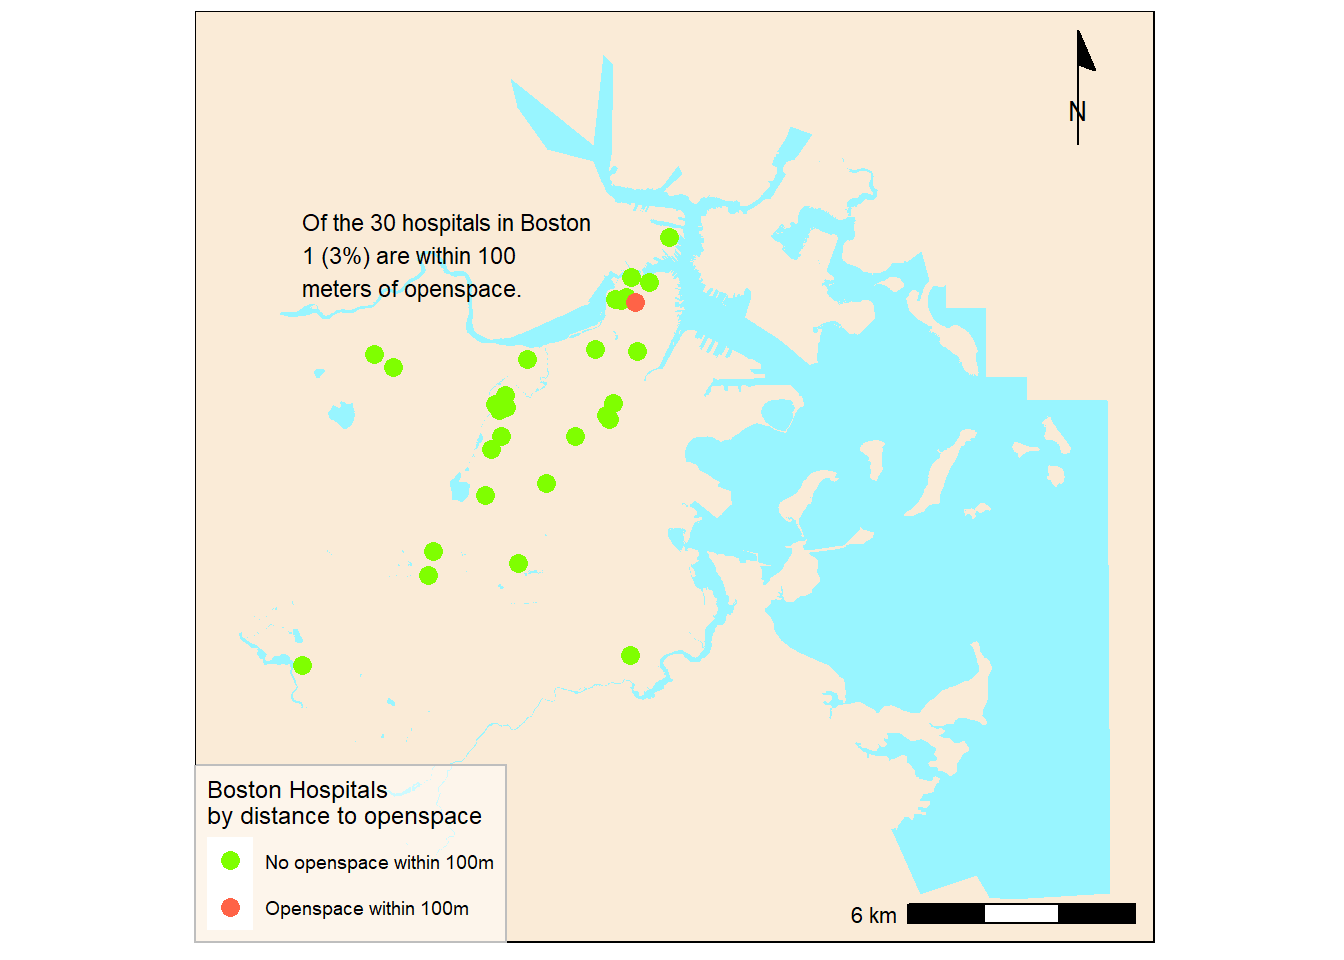 N
Of the 30 hospitals in Boston
1 (3%) are within 100
meters of openspace.
Boston Hospitals
by distance to openspace
No openspace within 100m
Openspace within 100m
6 km